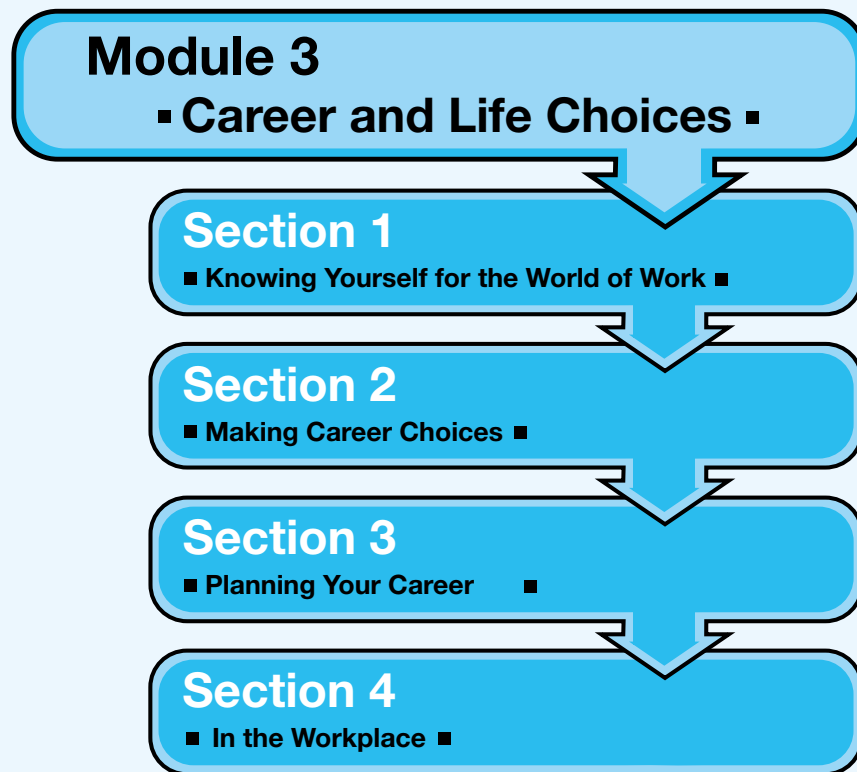 Module 3
▪ Career and Life Choices ▪
Section 1
▪ Knowing Yourself for the World of Work ▪
Section 2
▪ Making Career Choices ▪
Section 3
▪ Planning Your Career ▪
Section 4
▪ In the Workplace ▪